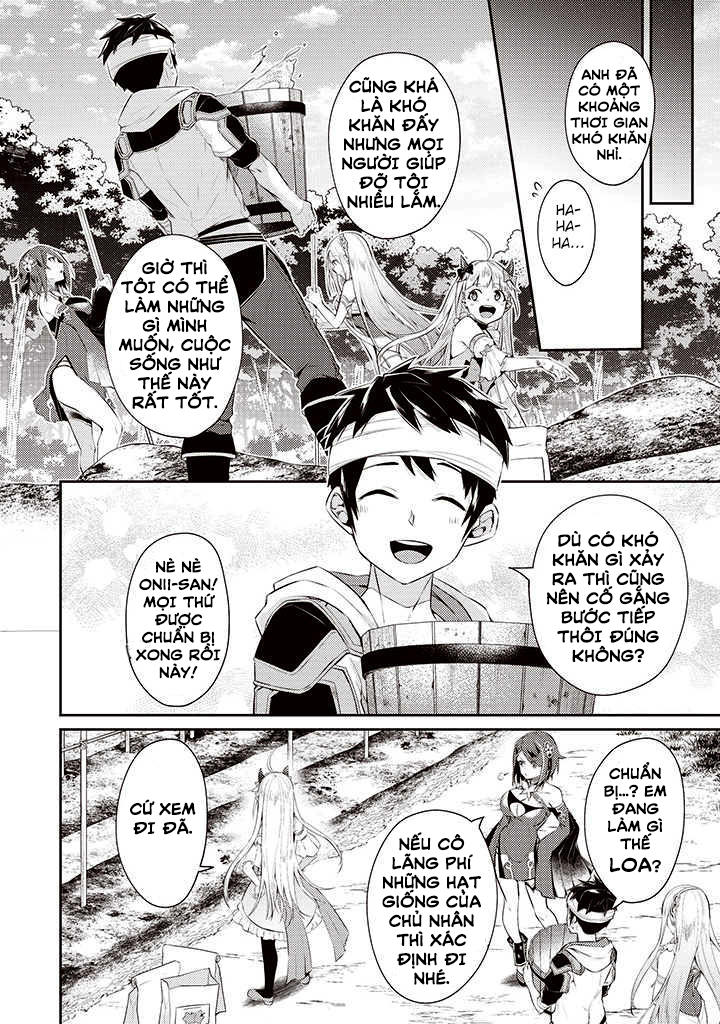 ANH ĐÃ
CÓ MỘT
KHOẢNG
THƠI GIAN
KHÓ KHĂN
NHỈ.
HA-
HA-
HA...
CŨNG KHÁ
LÀ KHÓ
KHĂN ĐẤY
NHƯNG MỌI
NGƯỜI GIÚP
ĐỠ TÔI
NHIỀU LẮM.
GIỜ THÌ
TÔI CÓ THỂ
LÀM NHỮNG
GÌ MÌNH
MUỐN, CUỘC
SỐNG NHƯ
THẾ NÀY
RẤT TỐT.
DÙ CÓ KHÓ
KHĂN GÌ XẢY
RA THÌ CŨNG
NÊN CỐ GẮNG
BƯỚC TIẾP
THÔI ĐÚNG
KHÔNG?
NÈ NÈ
ONII-SAN!
MỌI THỨ
ĐƯỢC
CHUẨN BỊ
XONG RỒI
NÀY!
CHUẨN
BỊ...? EM
ĐANG
LÀM GÌ
THẾ
LOA?
NẾU CÔ
LÃNG PHÍ
NHỮNG HẠT
GIỐNG CỦA
CHỦ NHÂN
THÌ XÁC
ĐỊNH ĐI
NHÉ.
CỨ XEM
ĐI ĐÃ.